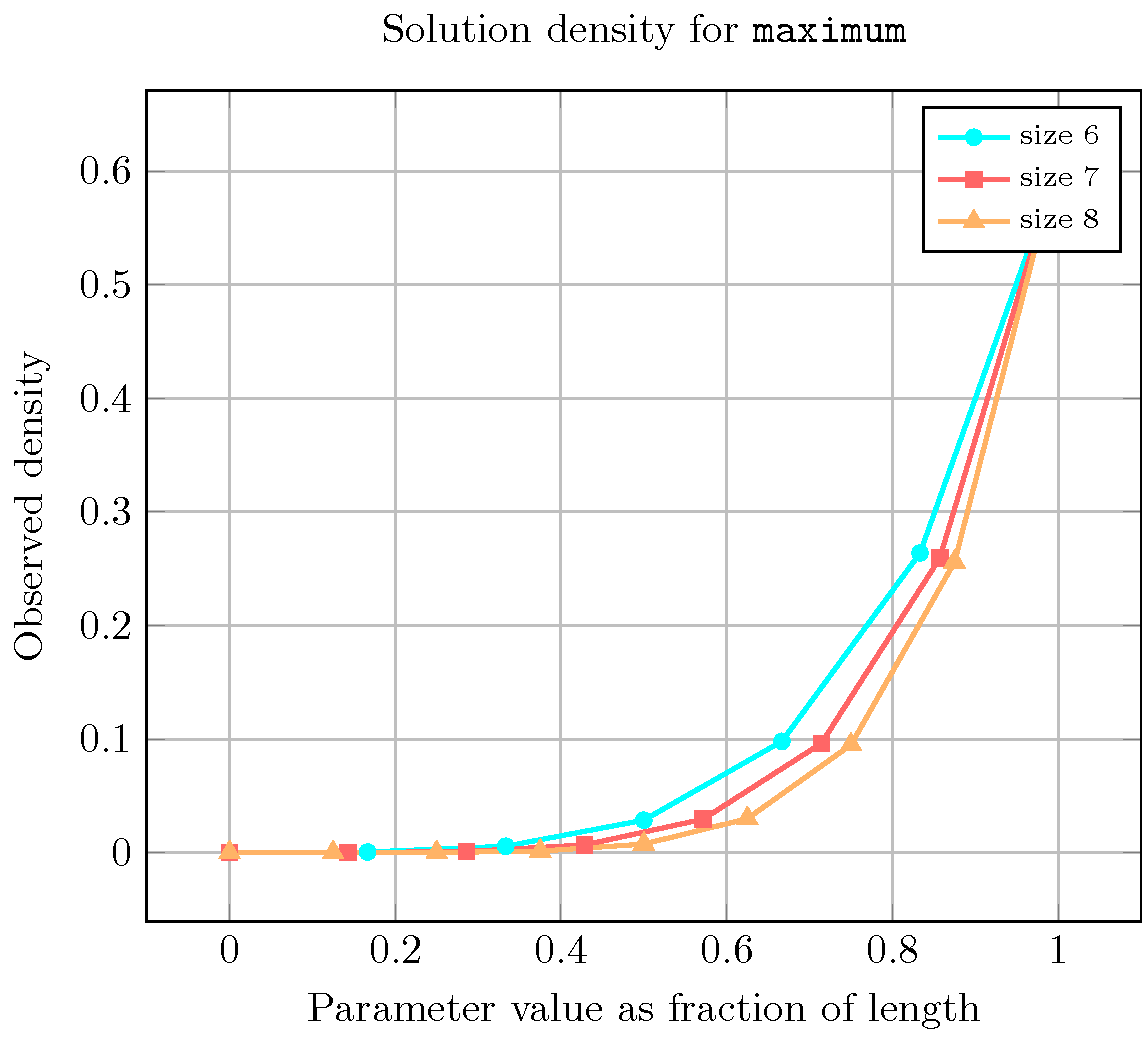 Solution density for maximum
size 6
size 7
size 8
0.6
0.5
0.4
0.3
0.2
0.1
0
Observed density
0 0.2 0.4 0.6 0.8 1
Parameter value as fraction of length